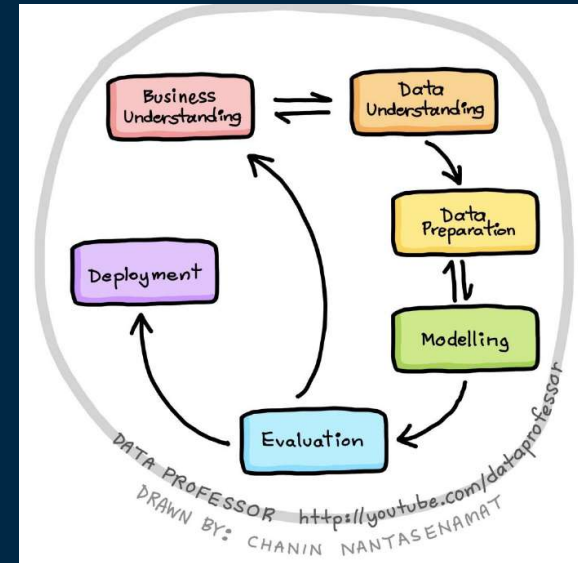 Business
Understanding
Data
Understanding
Data
Preparation
Deployment
Modelling
Evaluation
DATA PROFESSOR http://youtube.com/dataprofessor
DRAWN BY: CHANIN NANTASENAMAT